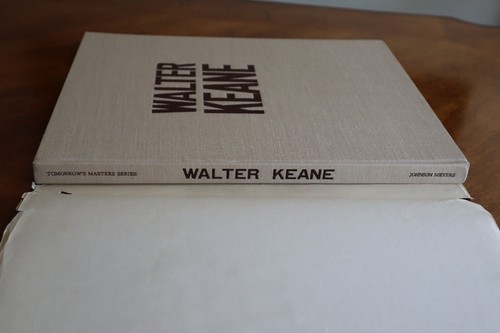 WALTER
KEANE
TOMORROW'S MASTERS SERIES
WALTER KEANE
JOHNSON MEYERS